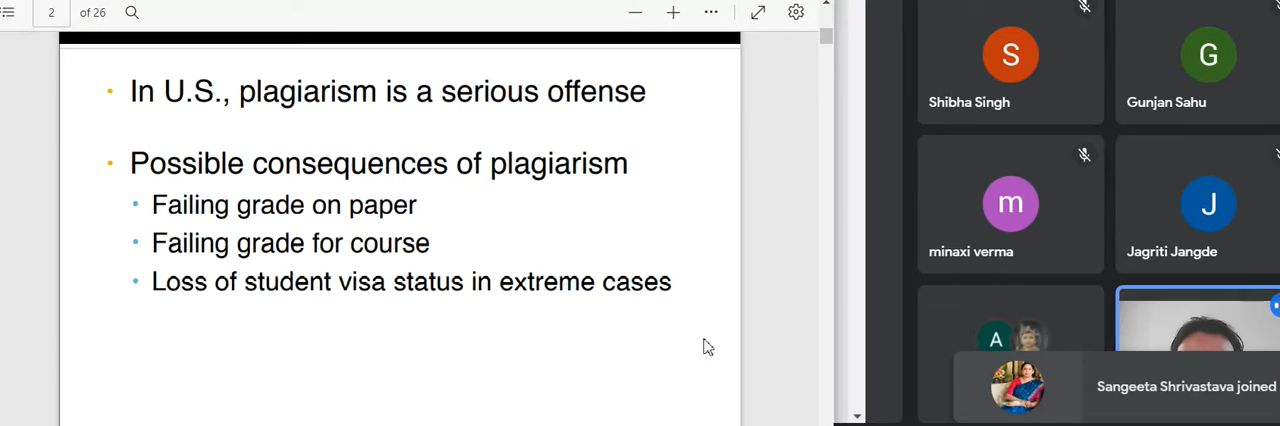 2 of 26
In U.S., plagiarism is a serious offense
Possible consequences of plagiarism
Failing grade on paper
Failing grade for course
Loss of student visa status in extreme cases
S
Shibha Singh
G
Gunjan Sahu
m
minaxi verma
J
Jagriti Jangde
A
Sangeeta Shrivastava joined